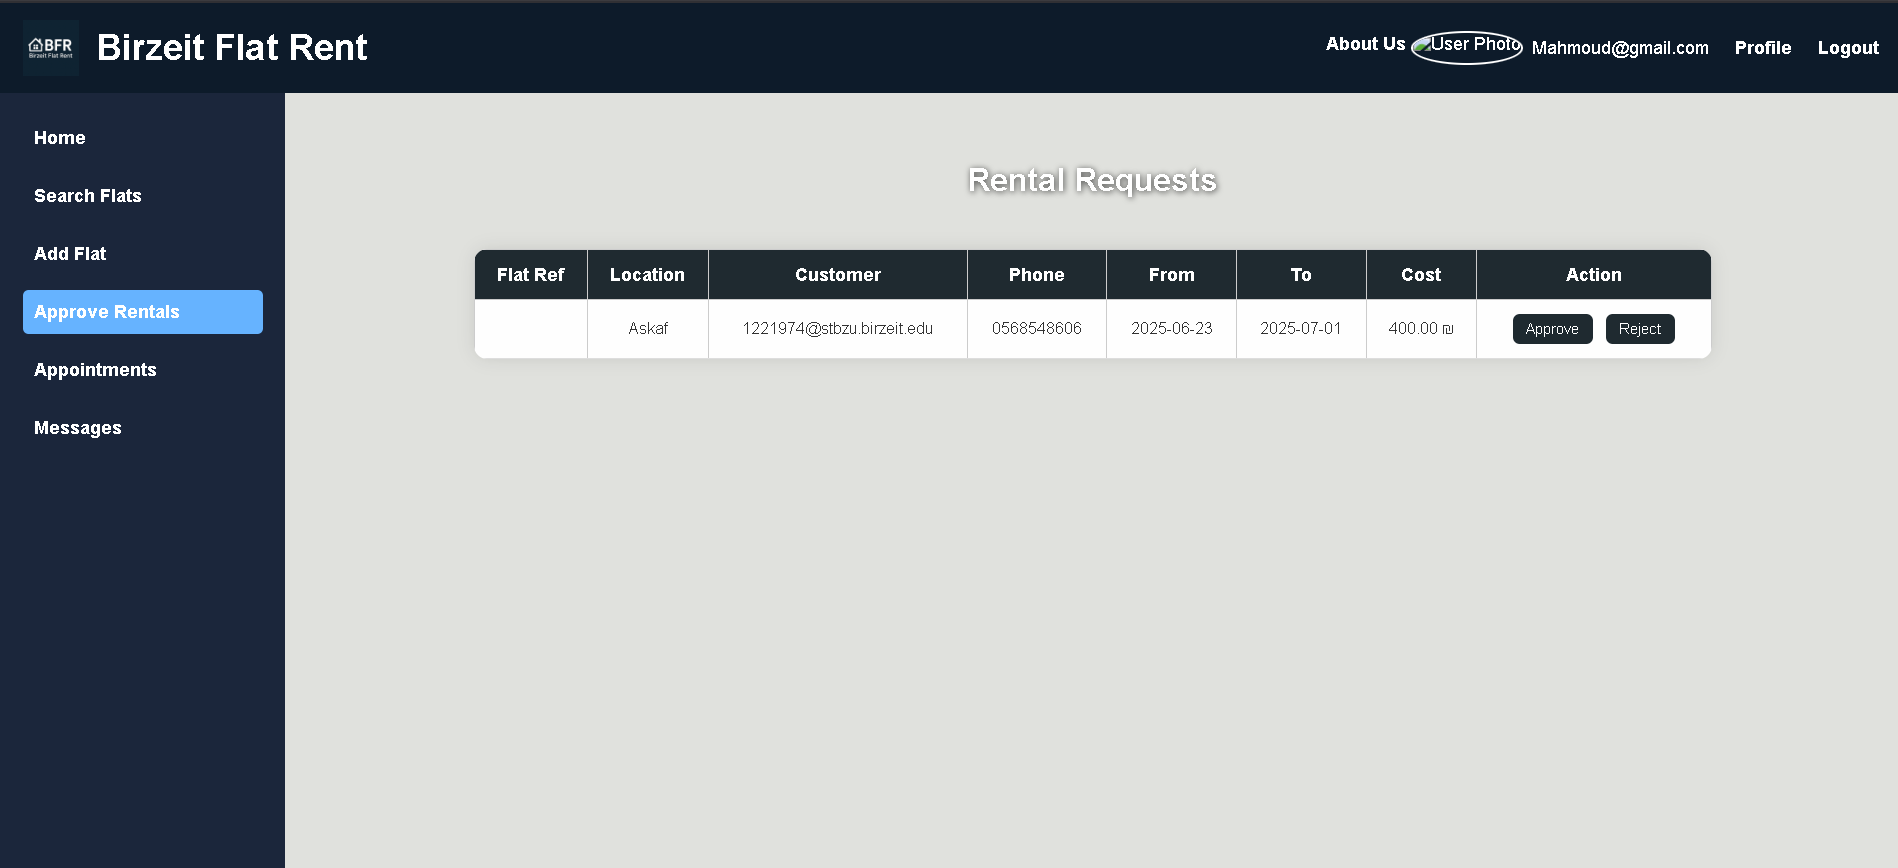 BFR
Birzeit Flat Rent
Birzeit Flat Rent
About Us User Photo Mahmoud@gmail.com Profile Logout
Home
Search Flats
Add Flat
Approve Rentals
Appointments
Messages
Rental Requests
Flat Ref Location Customer Phone From To Cost Action
Askaf 1221974@stbzu.birzeit.edu 0568548606 2025-06-23 2025-07-01 400.00 ₪ Approve Reject